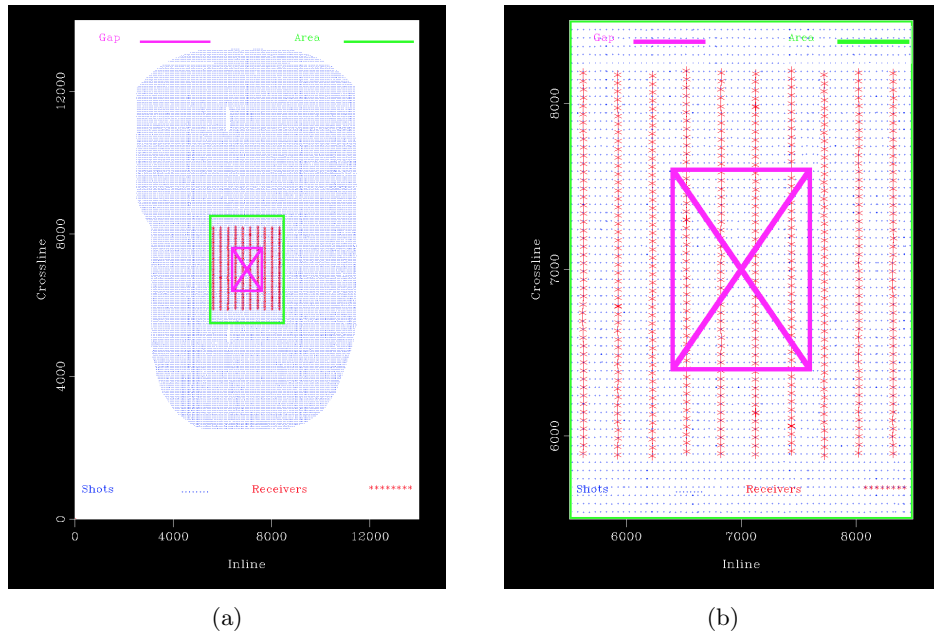 Gap Area
12000
8000
4000
0
Crossline
Shots ........ Receivers ********
0 4000 8000 12000
Inline
(a)
Gap Area
8000
7000
6000
Crossline
Shots ........ Receivers ********
6000 7000 8000
Inline
(b)